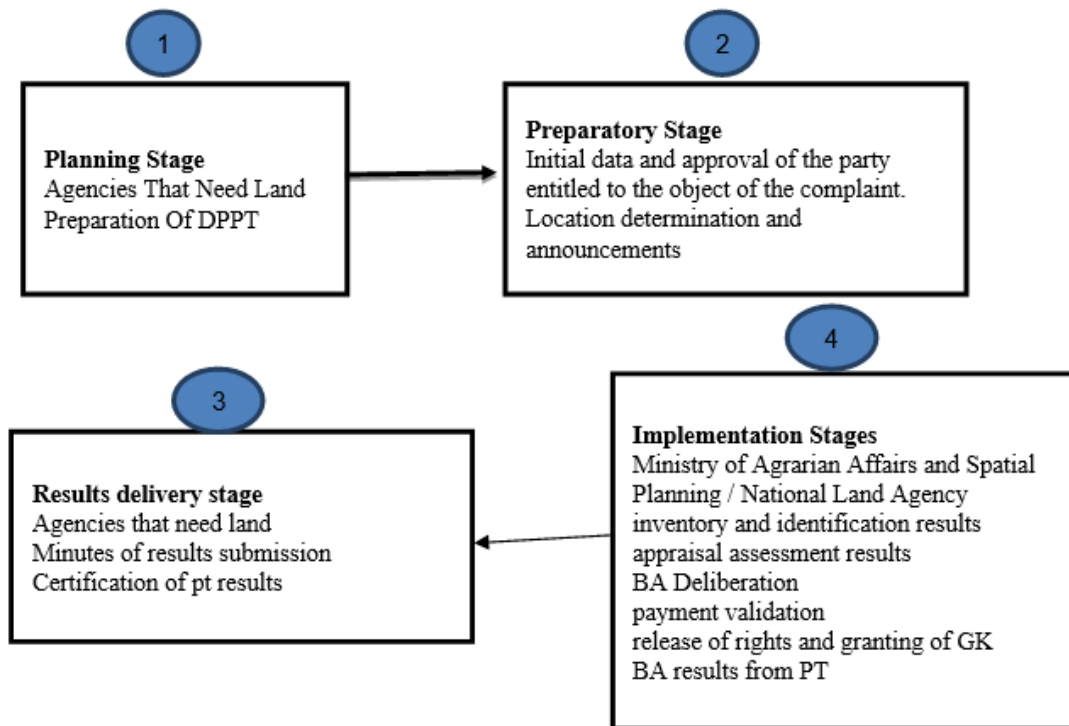 1
Planning Stage
Agencies That Need Land
Preparation Of DPPT
2
Preparatory Stage
Initial data and approval of the party
entitled to the object of the complaint.
Location determination and
announcements
3
Results delivery stage
Agencies that need land
Minutes of results submission
Certification of pt results
4
Implementation Stages
Ministry of Agrarian Affairs and Spatial
Planning / National Land Agency
inventory and identification results
appraisal assessment results
BA Deliberation
payment validation
release of rights and granting of GK
BA results from PT